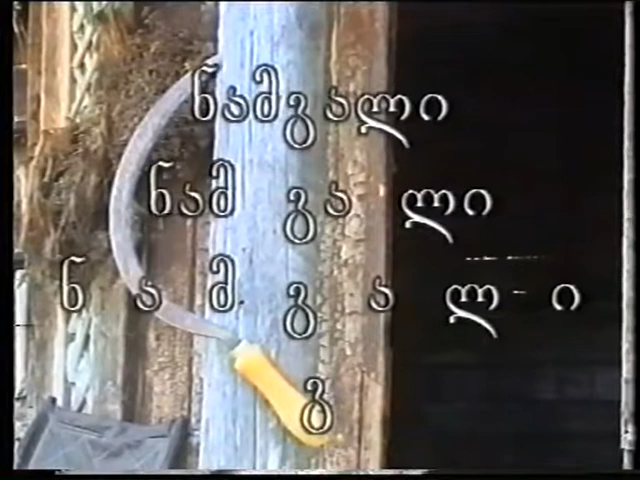 ნამგალი
ნამ გა ლი
ნ ა მ გ ა ლ- ი
გ